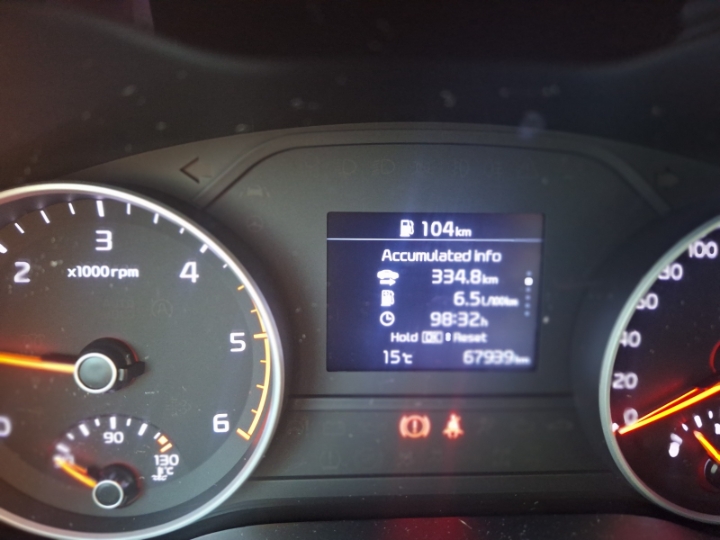 104km
Accumulated info
334.8km
6.5L/100km
98:32h
Hold OK : Reset
15℃ 67939km
2 3 4 5 6
x1000rpm
90
130
℃
100
80
60
40
20
0